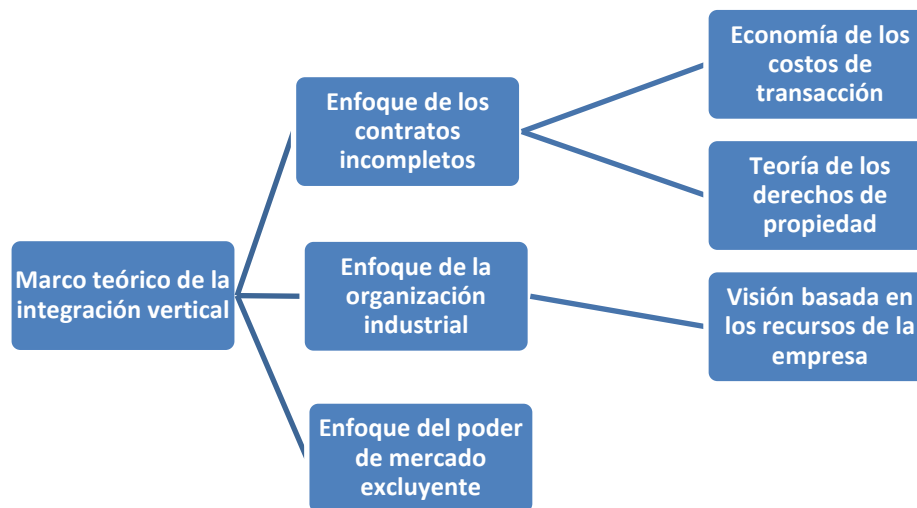 Marco teórico de la
integración vertical
Enfoque de los
contratos
incompletos
Economía de los
costos de
transacción
Teoría de los
derechos de
propiedad
Enfoque de la
organización
industrial
Visión basada en
los recursos de la
empresa
Enfoque del poder
de mercado
excluyente